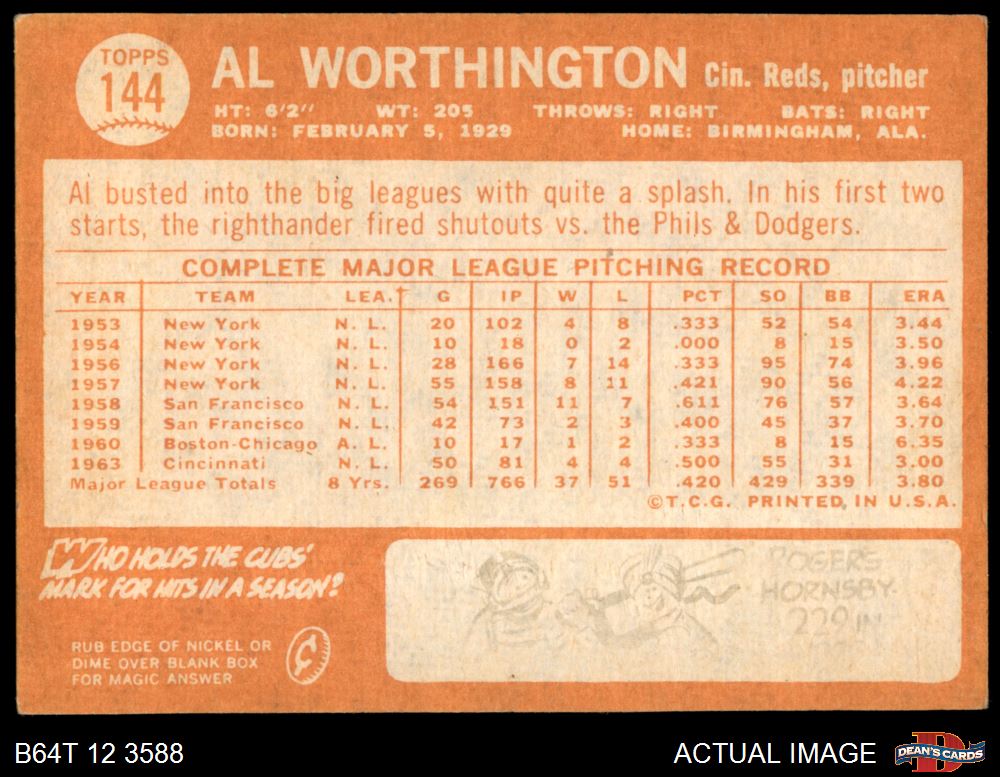 TOPPS
144
AL WORTHINGTON Cin. Reds, pitcher
HT: 6'2" WT: 205 THROWS: RIGHT BATS: RIGHT
BORN: FEBRUARY 5, 1929 HOME: BIRMINGHAM, ALA.
Al busted into the big leagues with quite a splash. In his first two
starts, the righthander fired shutouts vs. the Phils & Dodgers.
COMPLETE MAJOR LEAGUE PITCHING RECORD
YEAR TEAM LEA. G IP W L PCT SO BB ERA
1953 New York N. L. 20 102 4 8 .333 52 54 3.44
1954 New York N. L. 10 18 0 2 .000 8 15 3.50
1956 New York N. L. 28 166 7 14 .333 95 74 3.96
1957 New York N. L. 55 158 8 11 .421 90 56 4.22
1958 San Francisco N. L. 54 151 11 7 .611 76 57 3.64
1959 San Francisco N. L. 42 73 2 3 .400 45 37 3.70
1960 Boston-Chicago A. L. 10 17 1 2 .333 8 15 6.35
1963 Cincinnati N. L. 50 81 4 4 .500 55 31 3.00
Major League Totals 8 Yrs. 269 766 37 51 .420 429 339 3.80
©T.C.G. PRINTED IN U.S.A.
WHO HOLDS THE CUBS'
MARK FOR HITS IN A SEASON?
RUB EDGE OF NICKEL OR
DIME OVER BLANK BOX
FOR MAGIC ANSWER
ROGERS
HORNSBY-
229 IN
B64T 12 3588 ACTUAL IMAGE DEAN'S CARDS